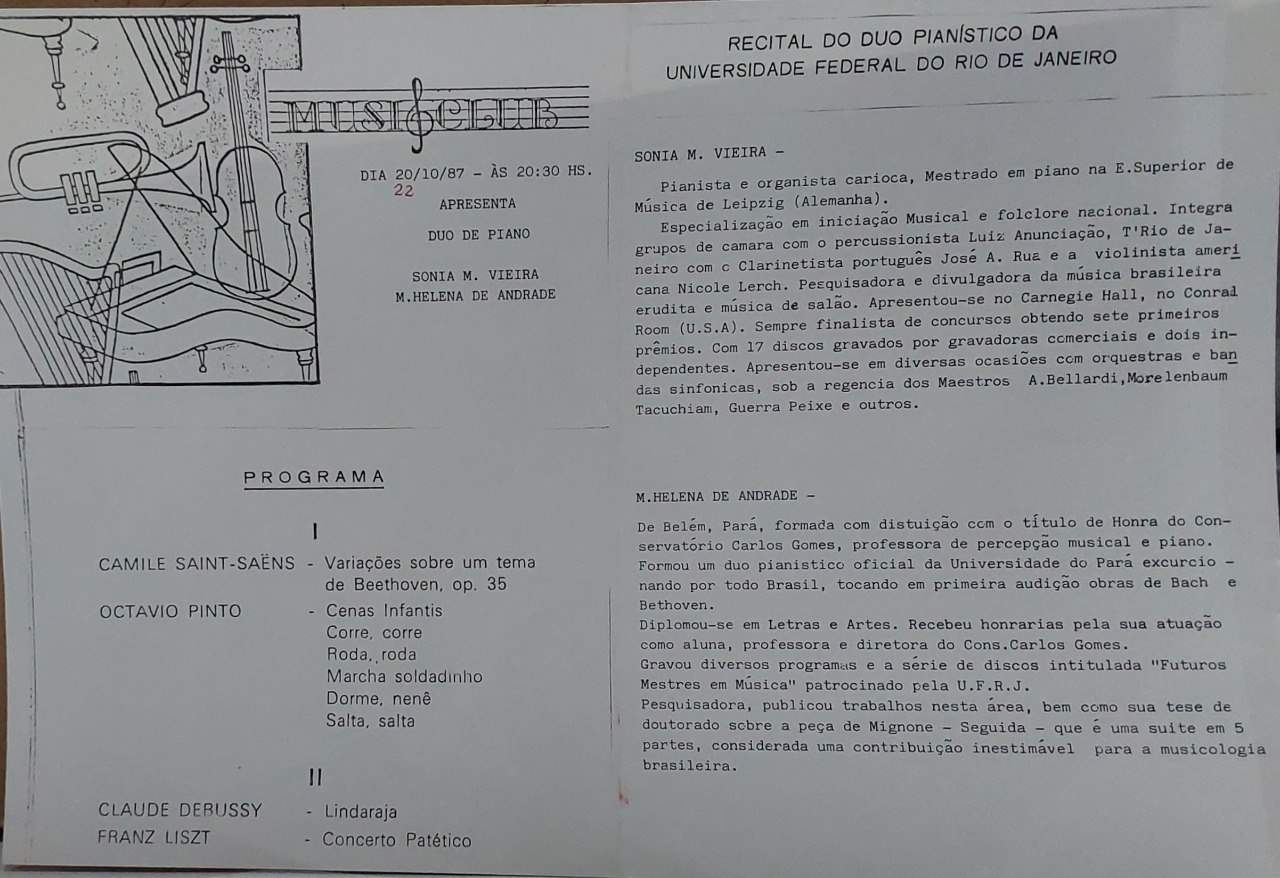 MUSICLUB
DIA 20/10/87 - ÀS 20:30 HS.
22
APRESENTA
DUO DE PIANO
SONIA M. VIEIRA
M.HELENA DE ANDRADE
PROGRAMA
I
CAMILE SAINT-SAËNS - Variações sobre um tema
de Beethoven, op. 35
OCTAVIO PINTO - Cenas Infantis
Corre, corre
Roda, roda
Marcha soldadinho
Dorme, nenê
Salta, salta
II
CLAUDE DEBUSSY - Lindaraja
FRANZ LISZT - Concerto Patético
RECITAL DO DUO PIANÍSTICO DA
UNIVERSIDADE FEDERAL DO RIO DE JANEIRO
SONIA M. VIEIRA -
Pianista e organista carioca, Mestrado em piano na E.Superior de
Música de Leipzig (Alemanha).
Especialização em iniciação Musical e folclore nacional. Integra
grupos de camara com o percussionista Luiz Anunciação, T'Rio de Ja-
neiro com o Clarinetista português José A. Rua e a violinista ameri
cana Nicole Lerch. Pesquisadora e divulgadora da música brasileira
erudita e música de salão. Apresentou-se no Carnegie Hall, no Conral
Room (U.S.A). Sempre finalista de concursos obtendo sete primeiros
prêmios. Com 17 discos gravados por gravadoras comerciais e dois in-
dependentes. Apresentou-se em diversas ocasiões com orquestras e ban
das sinfonicas, sob a regencia dos Maestros A.Bellardi,Morelenbaum
Tacuchiam, Guerra Peixe e outros.
M.HELENA DE ANDRADE -
De Belém, Pará, formada com distuição com o título de Honra do Con-
servatório Carlos Gomes, professora de percepção musical e piano.
Formou um duo pianistico oficial da Universidade do Pará excurcio -
nando por todo Brasil, tocando em primeira audição obras de Bach e
Bethoven.
Diplomou-se em Letras e Artes. Recebeu honrarias pela sua atuação
como aluna, professora e diretora do Cons.Carlos Gomes.
Gravou diversos programas e a série de discos intitulada "Futuros
Mestres em Música" patrocinado pela U.F.R.J.
Pesquisadora, publicou trabalhos nesta área, bem como sua tese de
doutorado sobre a peça de Mignone - Seguida - que é uma suite em 5
partes, considerada uma contribuição inestimável para a musicologia
brasileira.